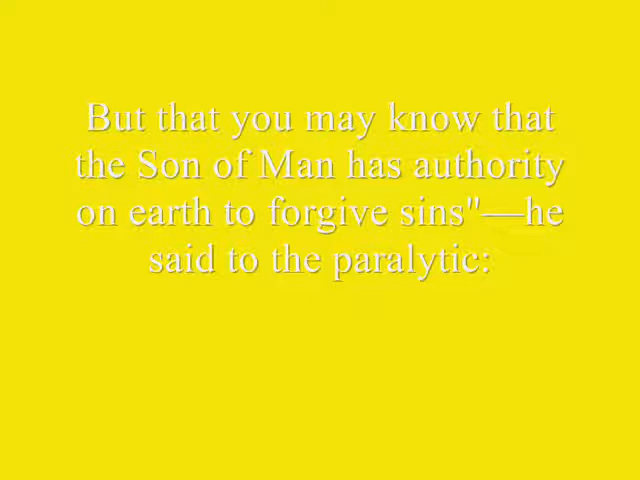 But that you may know that
the Son of Man has authority
on earth to forgive sins"—he
said to the paralytic: